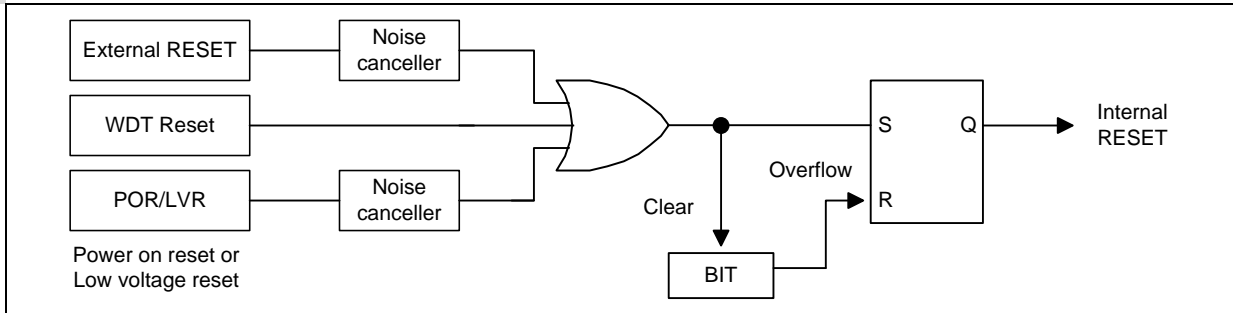 External RESET
Noise
canceller
WDT Reset
POR/LVR
Noise
canceller
Power on reset or
Low voltage reset
Clear
BIT
Overflow
S
Q
R
Internal
RESET